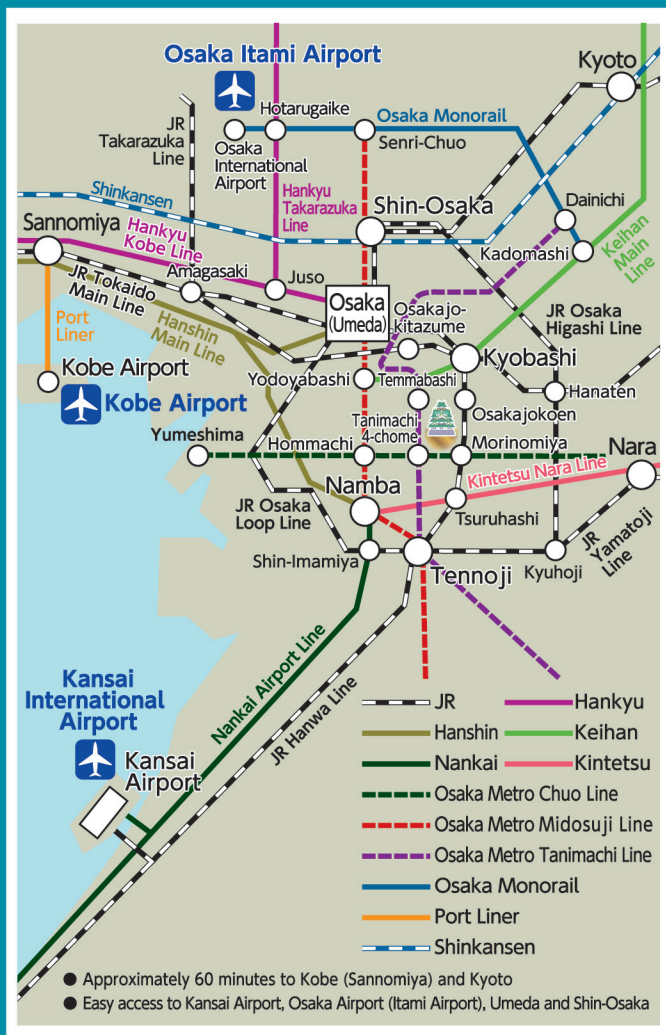 Osaka Itami Airport
Kyoto
JR
Takarazuka
Line
Hotarugaike
Osaka Monorail
Osaka
International
Airport
Senri-Chuo
Shinkansen
Hankyu
Takarazuka
Line
Shin-Osaka
Dainichi
Sannomiya
Hankyu
Kobe Line
Kadomashi
Keihan
Main
Line
Amagasaki
Juso
JR Tokaido
Main Line
Hanshin
Main Line
Osaka
(Umeda)
Osakajo-
kitazume
JR Osaka
Higashi Line
Port
Liner
Kyobashi
Kobe Airport
Kobe Airport
Yodoyabashi
Temmabashi
Hanaten
Tanimachi
4-chome
Osakajokoen
Yumeshima
Hommachi
Morinomiya
Nara
Kintetsu Nara Line
Namba
JR Osaka
Loop Line
Tsuruhashi
JR
Yamatoji
Line
Shin-Imamiya
Tennoji
Kyuhoji
Nankai Airport Line
JR Hanwa Line
Kansai
International
Airport
Kansai
Airport
JR
Hankyu
Hanshin
Keihan
Nankai
Kintetsu
Osaka Metro Chuo Line
Osaka Metro Midosuji Line
Osaka Metro Tanimachi Line
Osaka Monorail
Port Liner
Shinkansen
● Approximately 60 minutes to Kobe (Sannomiya) and Kyoto
● Easy access to Kansai Airport, Osaka Airport (Itami Airport), Umeda and Shin-Osaka